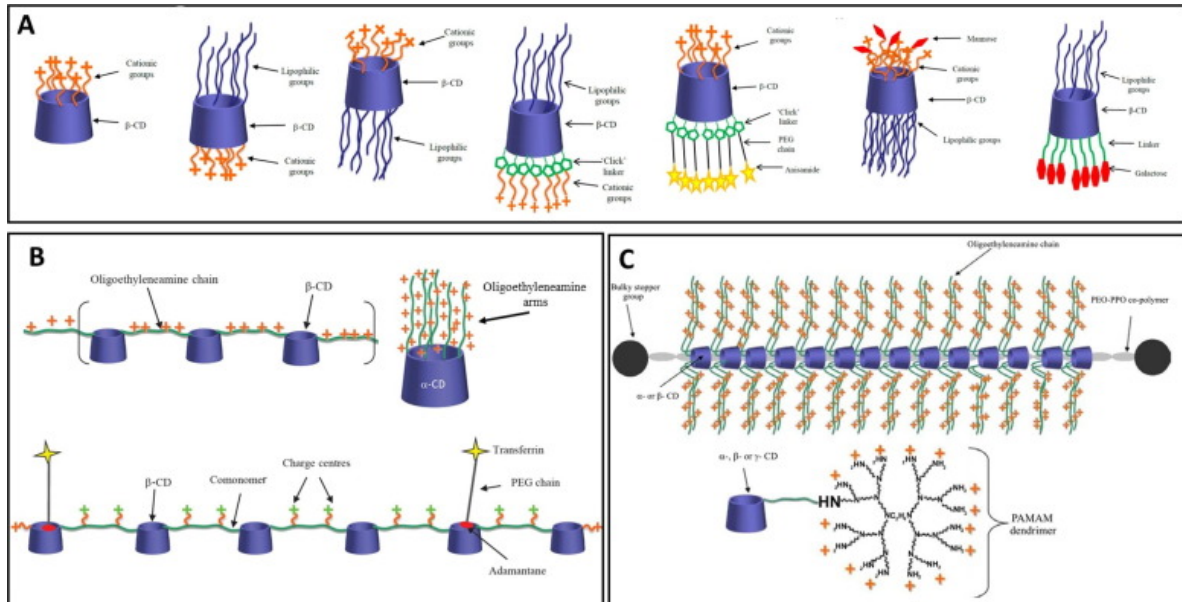 A
Cationic
groups
β-CD
Lipophilic
groups
β-CD
Cationic
groups
Cationic
groups
β-CD
Lipophilic
groups
Lipophilic
groups
β-CD
'Click'
linker
Cationic
groups
Cationic
groups
β-CD
'Click'
linker
PEG
chain
Anisamide
Mannose
Cationic
groups
β-CD
Lipophilic groups
Lipophilic
groups
β-CD
Linker
Galactose
B
Oligoethyleneamine chain
β-CD
Oligoethyleneamine
arms
α-CD
Transferrin
Charge centres
PEG chain
β-CD
Comonomer
Adamantane
C
Oligoethyleneamine chain
Bulky stopper
group
PEO-PPO co-polymer
α- or β- CD
α-, β- or γ- CD
HN
PAMAM
dendrimer